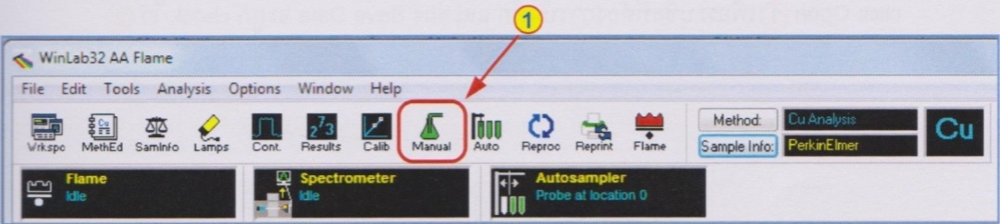 1
WinLab32 AA Flame
File Edit Tools Analysis Options Window Help
Wrkspc MethEd SamInfo Lamps Cont. Results Calib Manual Auto Reproc Reprint Flame
Method: Cu Analysis
Sample Info: PerkinElmer
Cu
Flame
Idle
Spectrometer
Idle
Autosampler
Probe at location 0